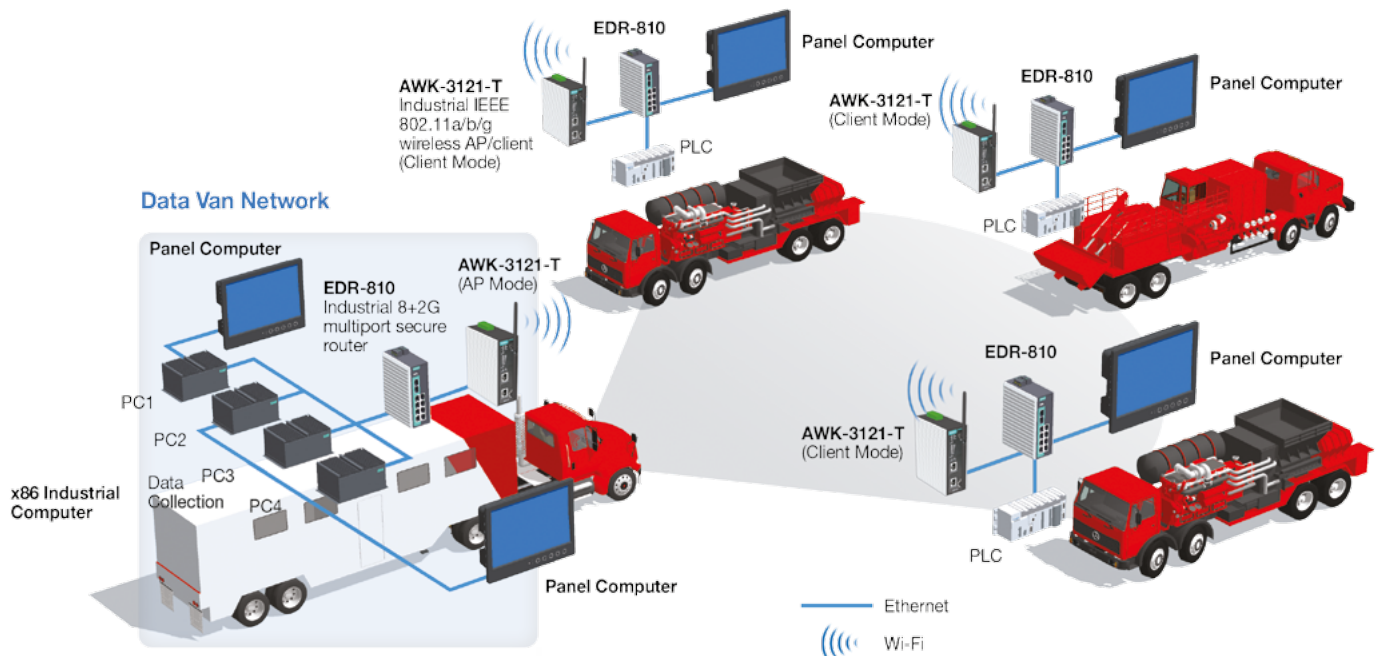 EDR-810
Panel Computer
AWK-3121-T
Industrial IEEE
802.11a/b/g
wireless AP/client
(Client Mode)
PLC
EDR-810
Panel Computer
AWK-3121-T
(Client Mode)
PLC
Data Van Network
Panel Computer
EDR-810
Industrial 8+2G
multiport secure
router
AWK-3121-T
(AP Mode)
PC1
PC2
PC3
PC4
Data
Collection
x86 Industrial
Computer
Panel Computer
EDR-810
Panel Computer
AWK-3121-T
(Client Mode)
PLC
Ethernet
Wi-Fi